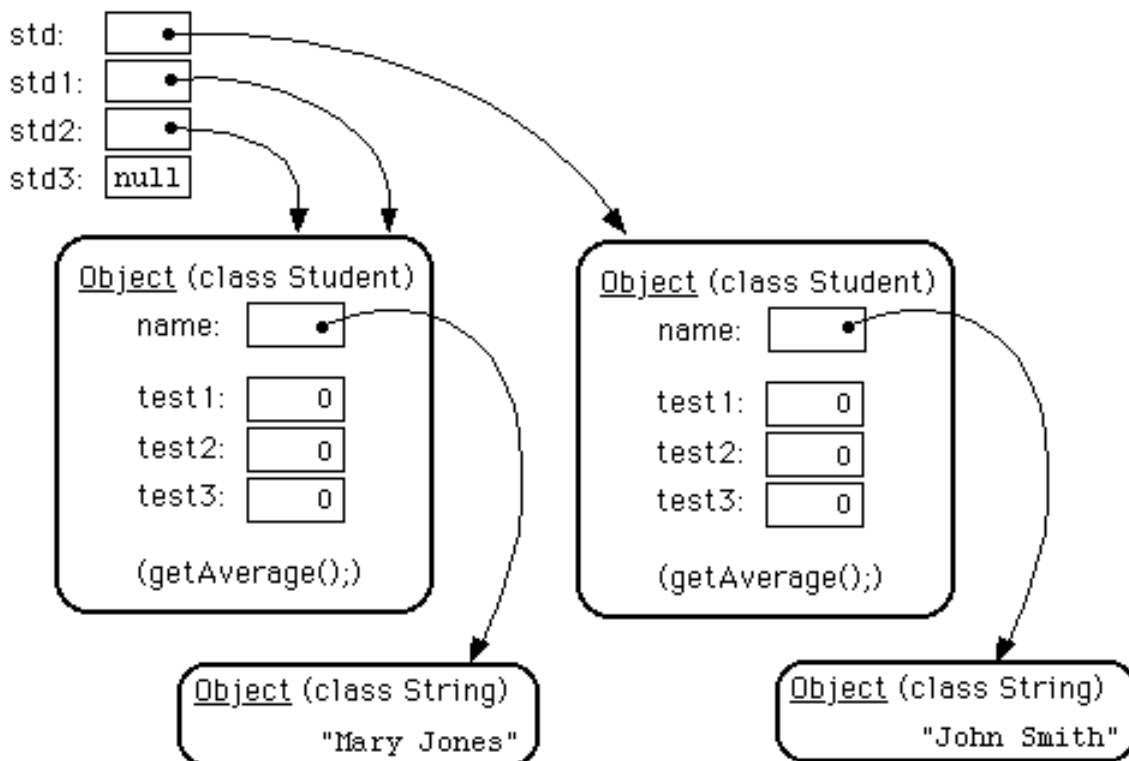 std:
std1:
std2:
std3: null
Object (class Student)
name:
test1: 0
test2: 0
test3: 0
(getAverage();)
Object (class String)
"Mary Jones"
Object (class Student)
name:
test1: 0
test2: 0
test3: 0
(getAverage();)
Object (class String)
"John Smith"